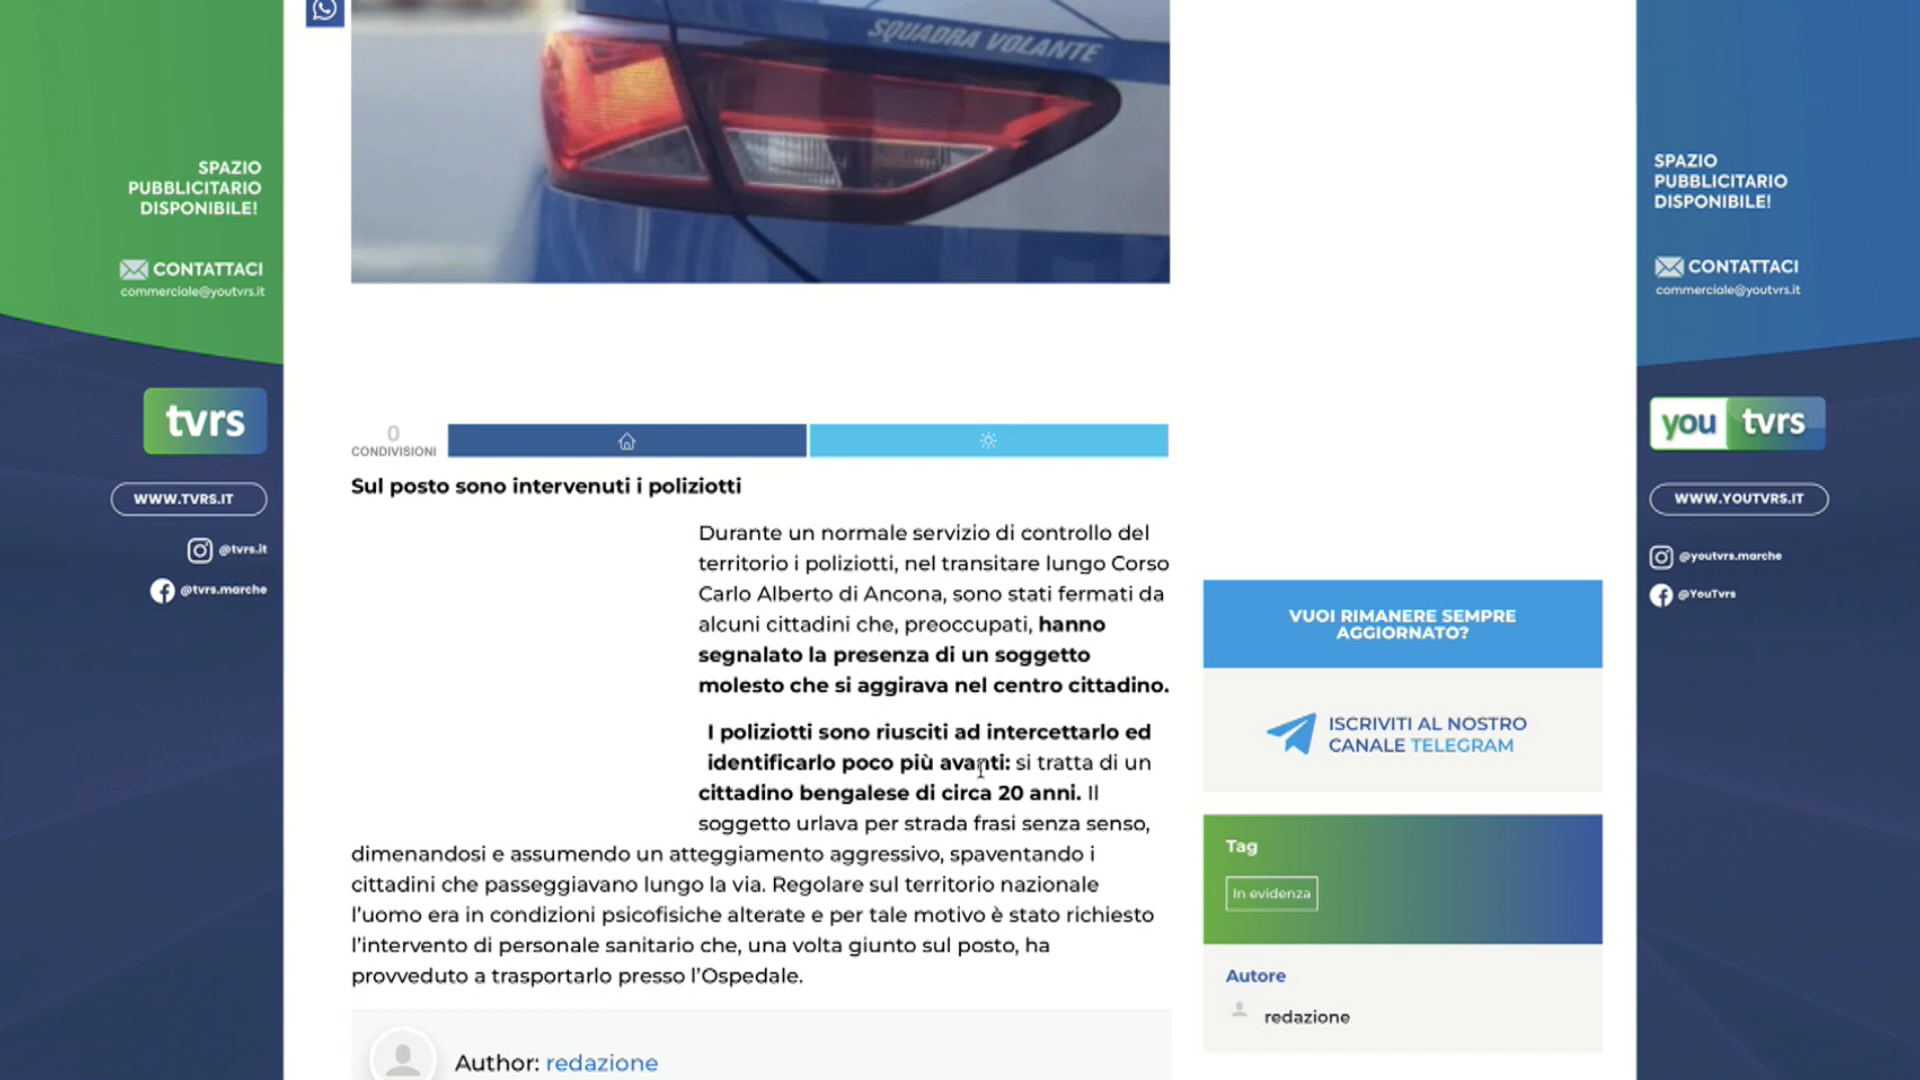 SQUADRA VOLANTE
SPAZIO
PUBBLICITARIO
DISPONIBILE!
CONTATTACI
commerciale@youtvrs.it
tvrs
WWW.TVRS.IT
@tvrs.it
@tvrs.marche
0
CONDIVISIONI
Sul posto sono intervenuti i poliziotti
Durante un normale servizio di controllo del
territorio i poliziotti, nel transitare lungo Corso
Carlo Alberto di Ancona, sono stati fermati da
alcuni cittadini che, preoccupati, hanno
segnalato la presenza di un soggetto
molesto che si aggirava nel centro cittadino.
I poliziotti sono riusciti ad intercettarlo ed
identificarlo poco più avanti: si tratta di un
cittadino bengalese di circa 20 anni. Il
soggetto urlava per strada frasi senza senso,
dimenandosi e assumendo un atteggiamento aggressivo, spaventando i
cittadini che passeggiavano lungo la via. Regolare sul territorio nazionale
l'uomo era in condizioni psicofisiche alterate e per tale motivo è stato richiesto
l'intervento di personale sanitario che, una volta giunto sul posto, ha
provveduto a trasportarlo presso l'Ospedale.
Author: redazione
VUOI RIMANERE SEMPRE
AGGIORNATO?
ISCRIVITI AL NOSTRO
CANALE TELEGRAM
Tag
In evidenza
Autore
redazione
SPAZIO
PUBBLICITARIO
DISPONIBILE!
CONTATTACI
commerciale@youtvrs.it
you tvrs
WWW.YOUTVRS.IT
@youtvrs.marche
@YouTvrs